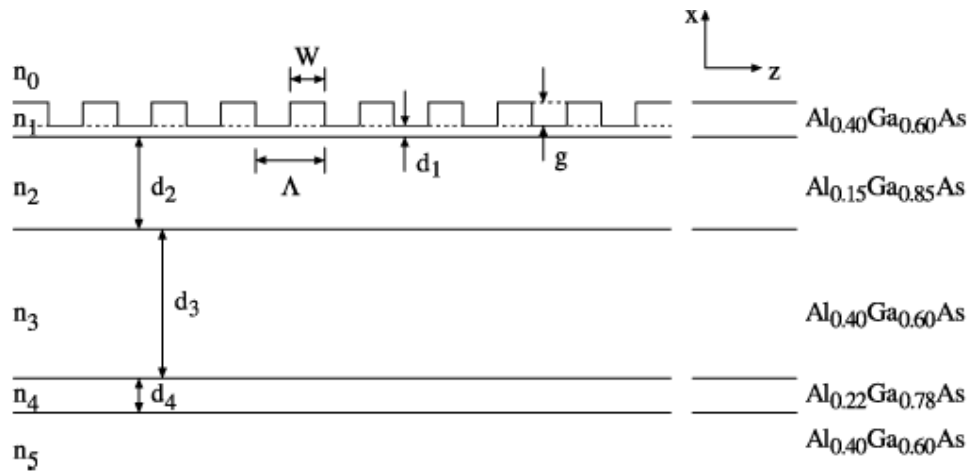 x
z
W
n₀
n₁
Al₀.₄₀Ga₀.₆₀As
Λ
d₁
g
n₂
d₂
Al₀.₁₅Ga₀.₈₅As
n₃
d₃
Al₀.₄₀Ga₀.₆₀As
n₄
d₄
Al₀.₂₂Ga₀.₇₈As
n₅
Al₀.₄₀Ga₀.₆₀As